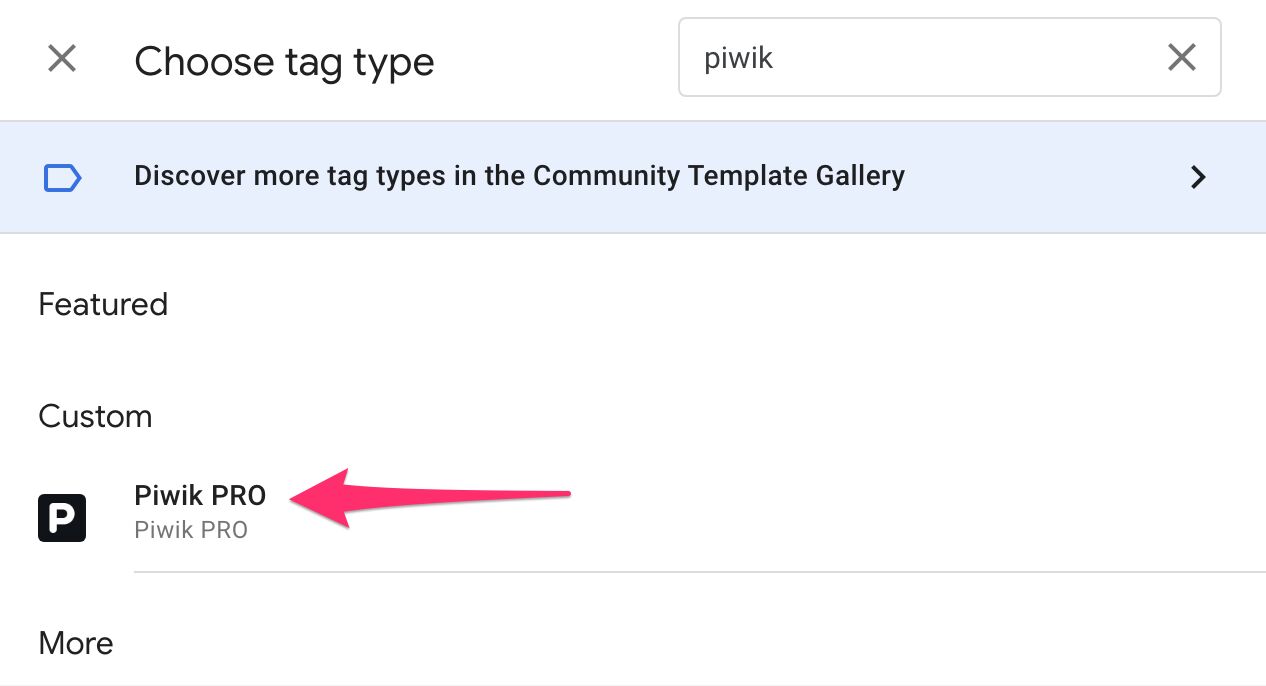 Choose tag type
piwik
Discover more tag types in the Community Template Gallery
Featured
Custom
P
Piwik PRO
Piwik PRO
More